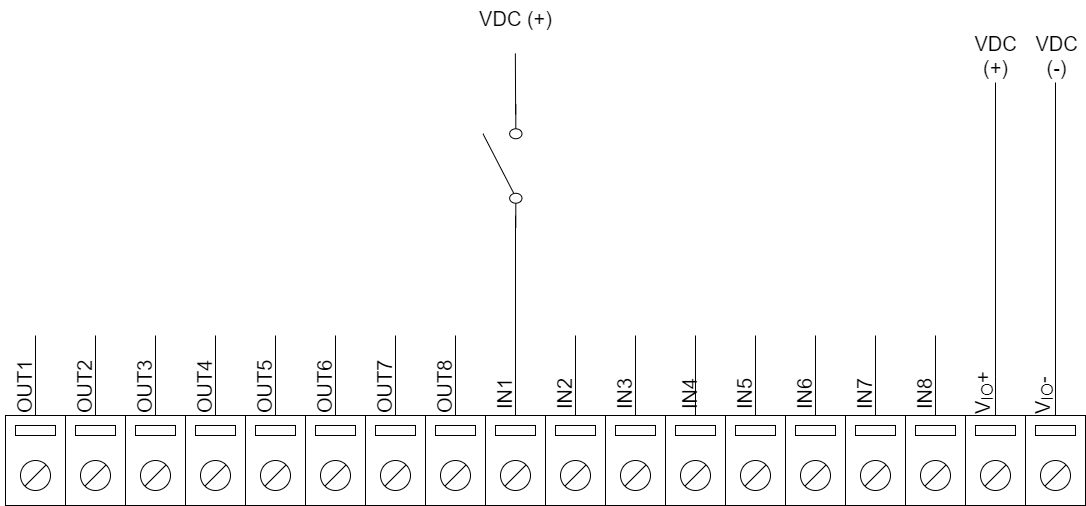 VDC (+)
VDC
(+)
VDC
(-)
OUT1
OUT2
OUT3
OUT4
OUT5
OUT6
OUT7
OUT8
IN1
IN2
IN3
IN4
IN5
IN6
IN7
IN8
VIO+
VIO-